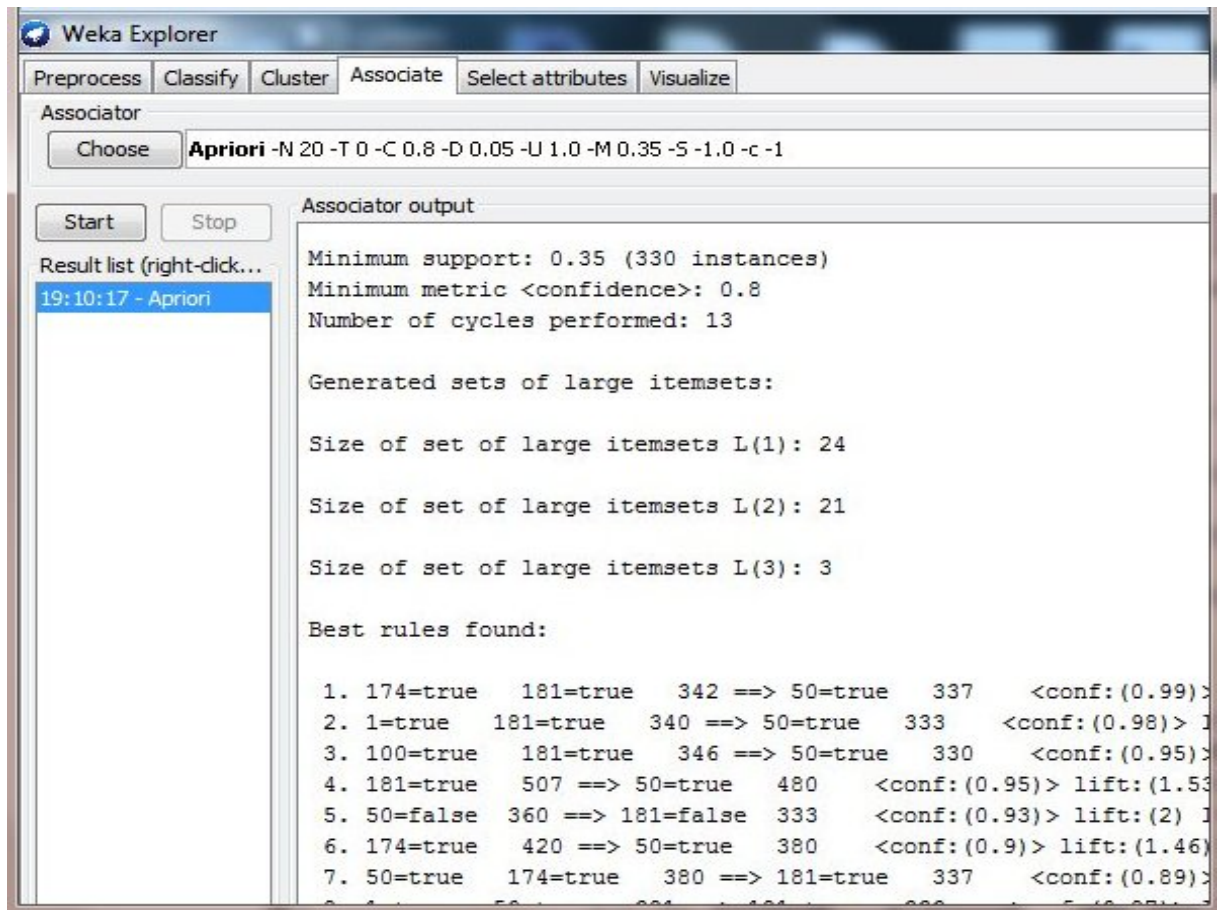 Weka Explorer
Preprocess Classify Cluster Associate Select attributes Visualize
Associator
Choose Apriori -N 20 -T 0 -C 0.8 -D 0.05 -U 1.0 -M 0.35 -S -1.0 -c -1
Start Stop
Result list (right-click...
19:10:17 - Apriori
Associator output
Minimum support: 0.35 (330 instances)
Minimum metric <confidence>: 0.8
Number of cycles performed: 13
Generated sets of large itemsets:
Size of set of large itemsets L(1): 24
Size of set of large itemsets L(2): 21
Size of set of large itemsets L(3): 3
Best rules found:
1. 174=true 181=true 342 ==> 50=true 337 <conf:(0.99)>
2. 1=true 181=true 340 ==> 50=true 333 <conf:(0.98)>
3. 100=true 181=true 346 ==> 50=true 330 <conf:(0.95)>
4. 181=true 507 ==> 50=true 480 <conf:(0.95)> lift:(1.53
5. 50=false 360 ==> 181=false 333 <conf:(0.93)> lift:(2)
6. 174=true 420 ==> 50=true 380 <conf:(0.9)> lift:(1.46)
7. 50=true 174=true 380 ==> 181=true 337 <conf:(0.89)>